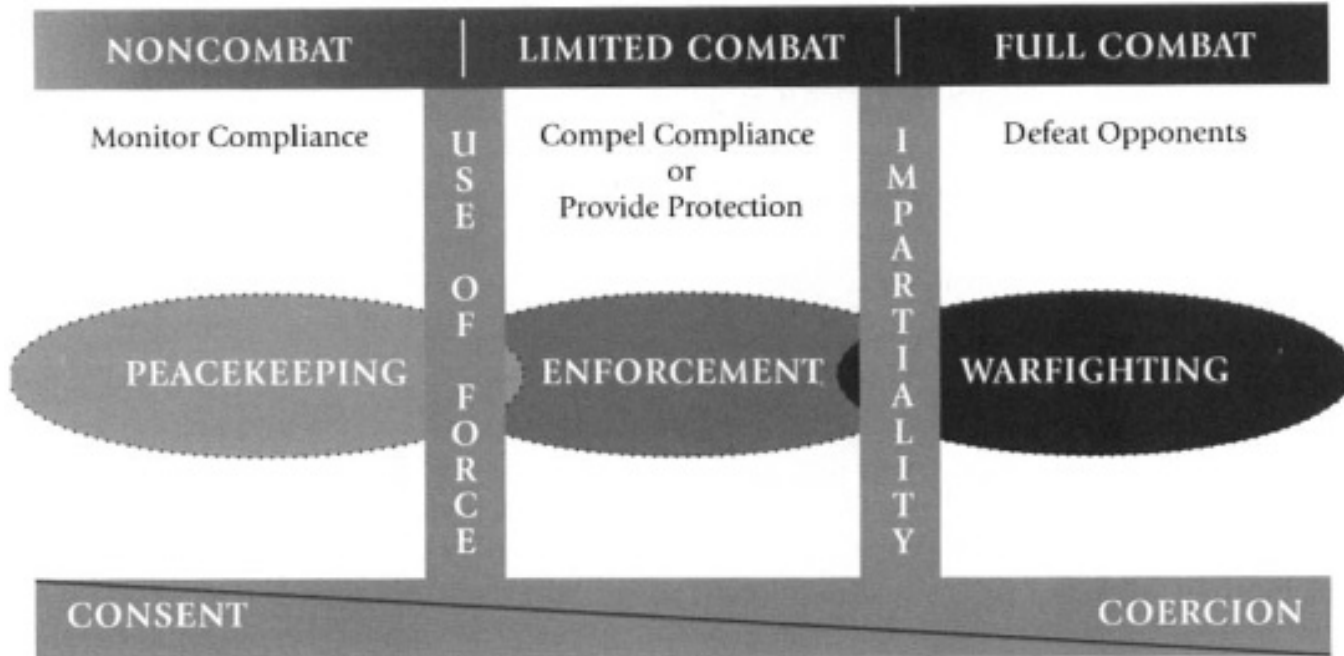 NONCOMBAT
LIMITED COMBAT
FULL COMBAT
Monitor Compliance
USE OF FORCE
Compel Compliance
or
Provide Protection
IMPARTIALITY
Defeat Opponents
PEACEKEEPING
ENFORCEMENT
WARFIGHTING
CONSENT
COERCION